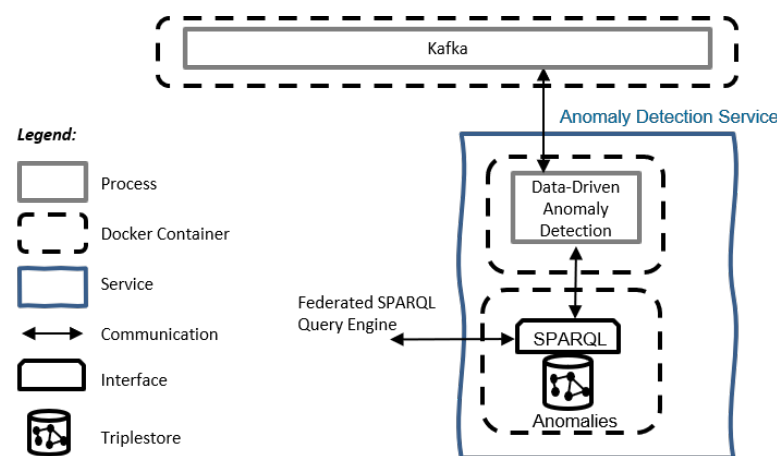 Kafka
Anomaly Detection Service
Legend:
Process
Docker Container
Service
Communication
Interface
Triplestore
Data-Driven
Anomaly
Detection
Federated SPARQL
Query Engine
SPARQL
Anomalies